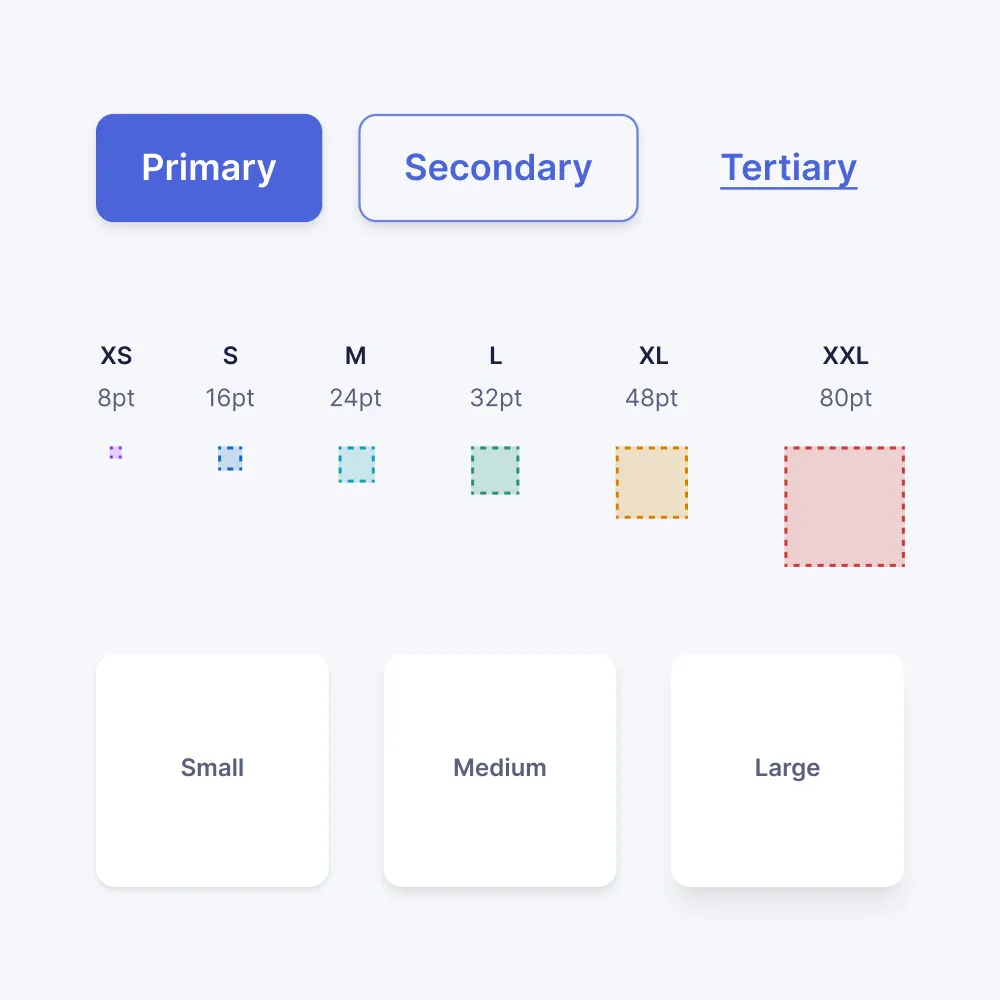 Primary
Secondary
Tertiary
XS
S
M
L
XL
XXL
8pt
16pt
24pt
32pt
48pt
80pt
Small
Medium
Large